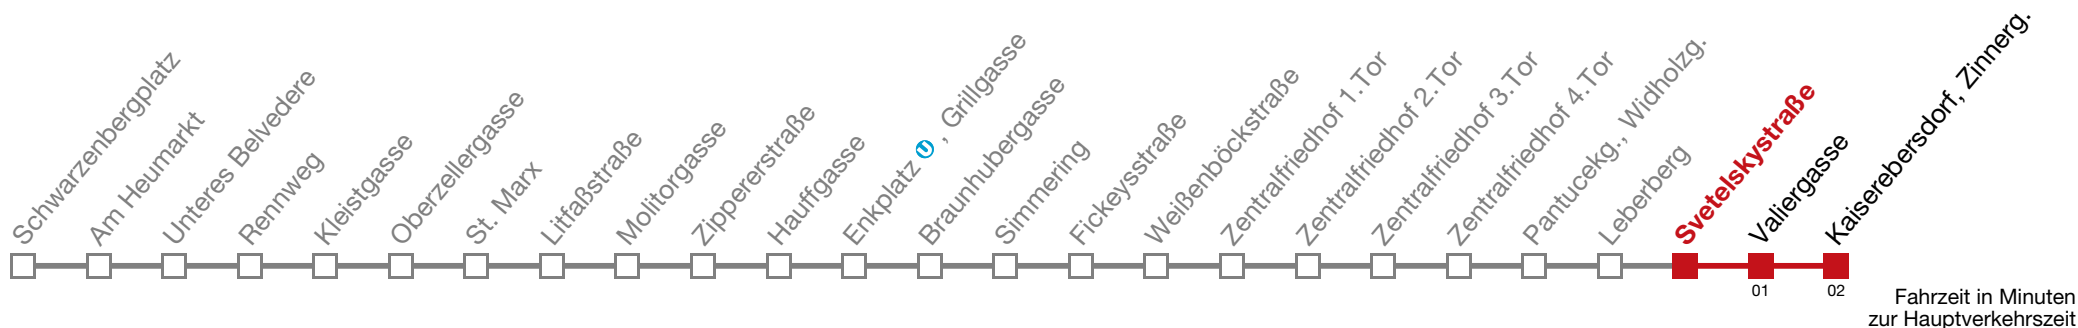 Schwarzenbergplatz
Am Heumarkt
Unteres Belvedere
Rennweg
Kleistgasse
Oberzellergasse
St. Marx
Litfaßstraße
Molitorgasse
Zippererstraße
Hauffgasse
Enkplatz U, Grillgasse
Braunhubergasse
Simmering
Fickeysstraße
Weißenböckstraße
Zentralfriedhof 1.Tor
Zentralfriedhof 2.Tor
Zentralfriedhof 3.Tor
Zentralfriedhof 4.Tor
Pantucekg., Widholzg.
Leberberg
Svetelskystraße
Valiergasse
Kaiserebersdorf, Zinnerg.
01
02
Fahrzeit in Minuten
zur Hauptverkehrszeit